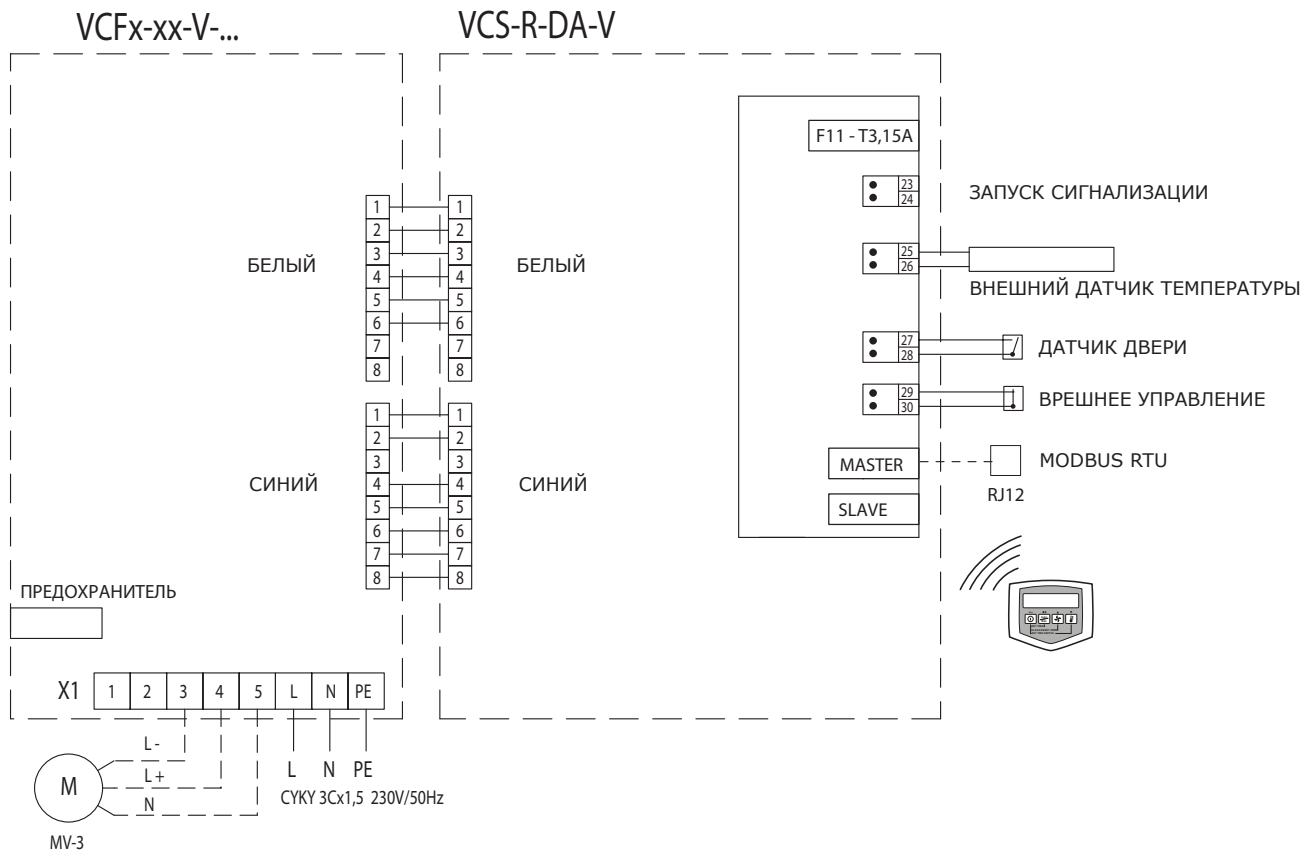 VCFx-xx-V-...
VCS-R-DA-V
F11 - T3,15A
23
24
ЗАПУСК СИГНАЛИЗАЦИИ
25
26
ВНЕШНИЙ ДАТЧИК ТЕМПЕРАТУРЫ
27
28
ДАТЧИК ДВЕРИ
29
30
ВРЕШНЕЕ УПРАВЛЕНИЕ
MASTER
MODBUS RTU
RJ12
SLAVE
БЕЛЫЙ
1
2
3
4
5
6
7
8
1
2
3
4
5
6
7
8
БЕЛЫЙ
СИНИЙ
1
2
3
4
5
6
7
8
1
2
3
4
5
6
7
8
СИНИЙ
ПРЕДОХРАНИТЕЛЬ
X1 1 2 3 4 5 L N PE
L -
L +
N
M
MV-3
L N PE
CYKY 3Cx1,5 230V/50Hz